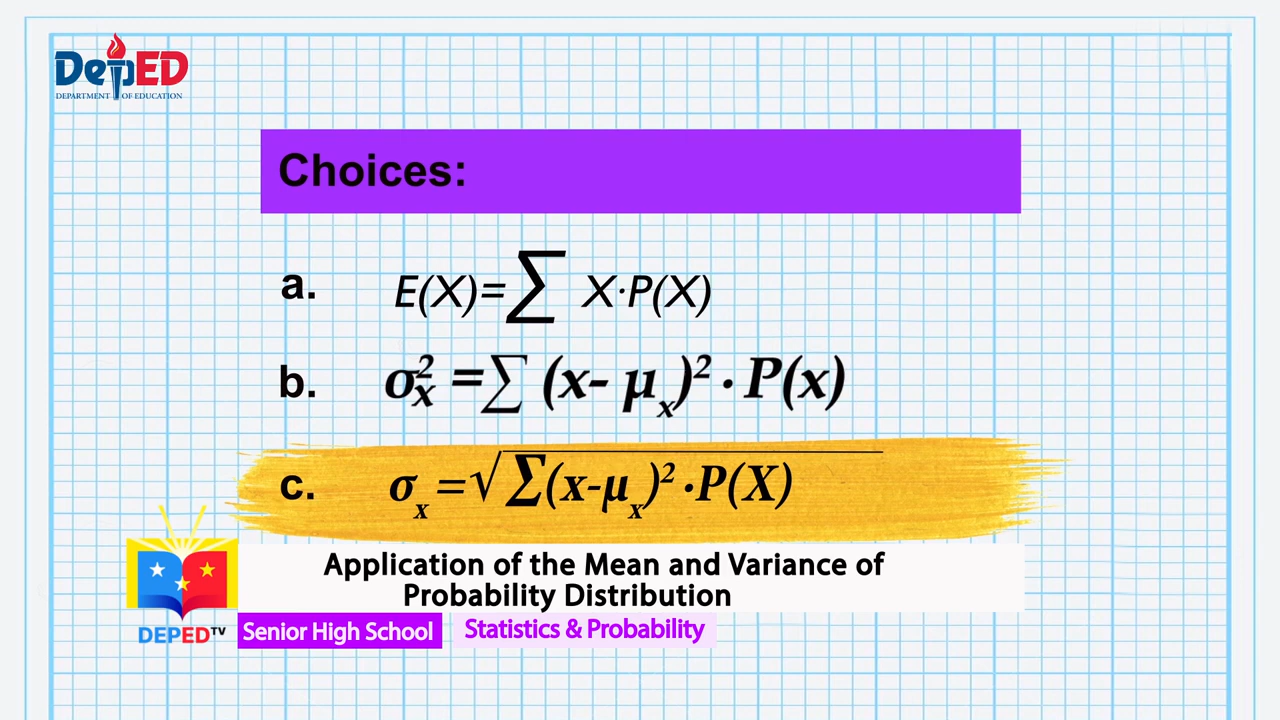 DepED
DEPARTMENT OF EDUCATION
Choices:
a. E(X)=∑ X·P(X)
b. σ²ₓ =∑ (x- μₓ)² · P(x)
c. σₓ =√∑(x-μₓ)²·P(X)
Application of the Mean and Variance of
Probability Distribution
DEPED TV
Senior High School
Statistics & Probability